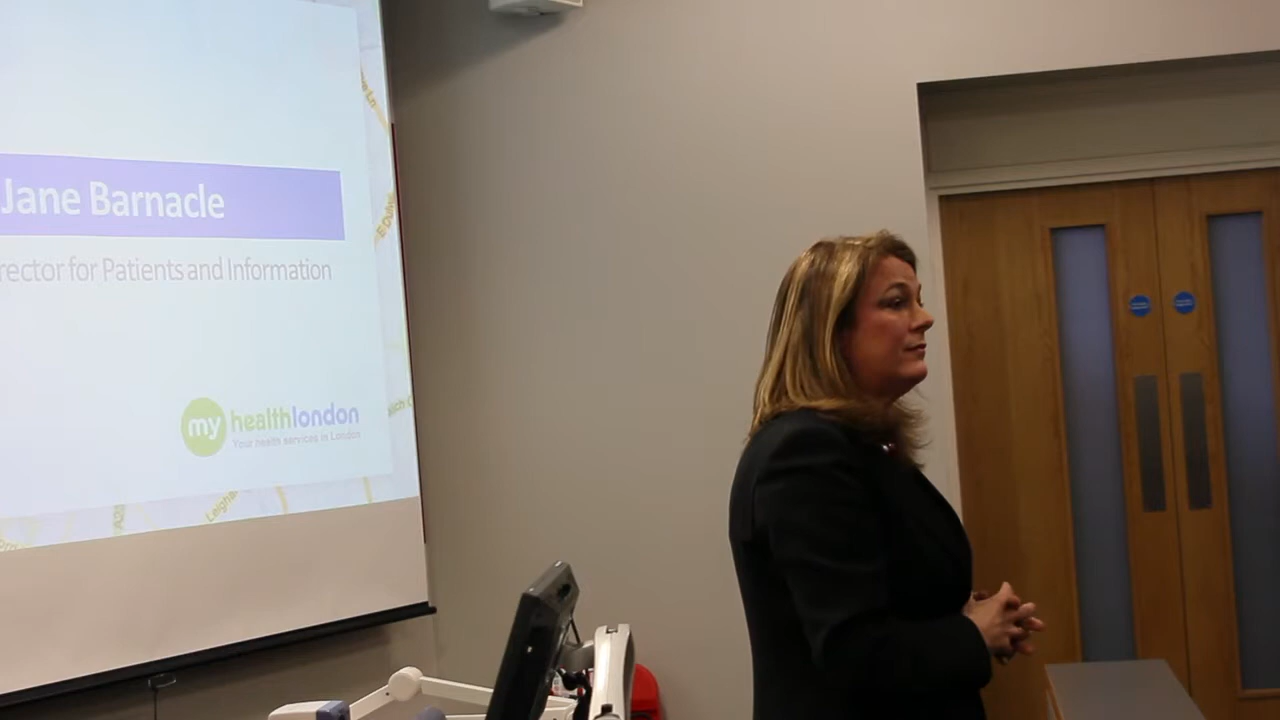 Jane Barnacle
rector for Patients and Information
my healthlondon
Your health services in London